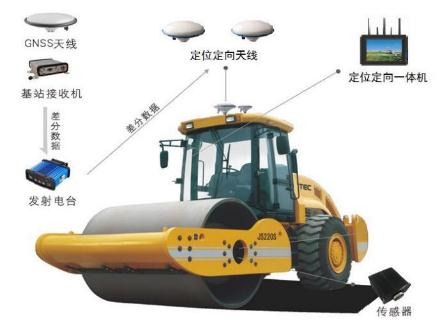 GNSS天线
基站接收机
差分数据
发射电台
差分数据
定位定向天线
定位定向一体机
TEC
JS220S
传感器